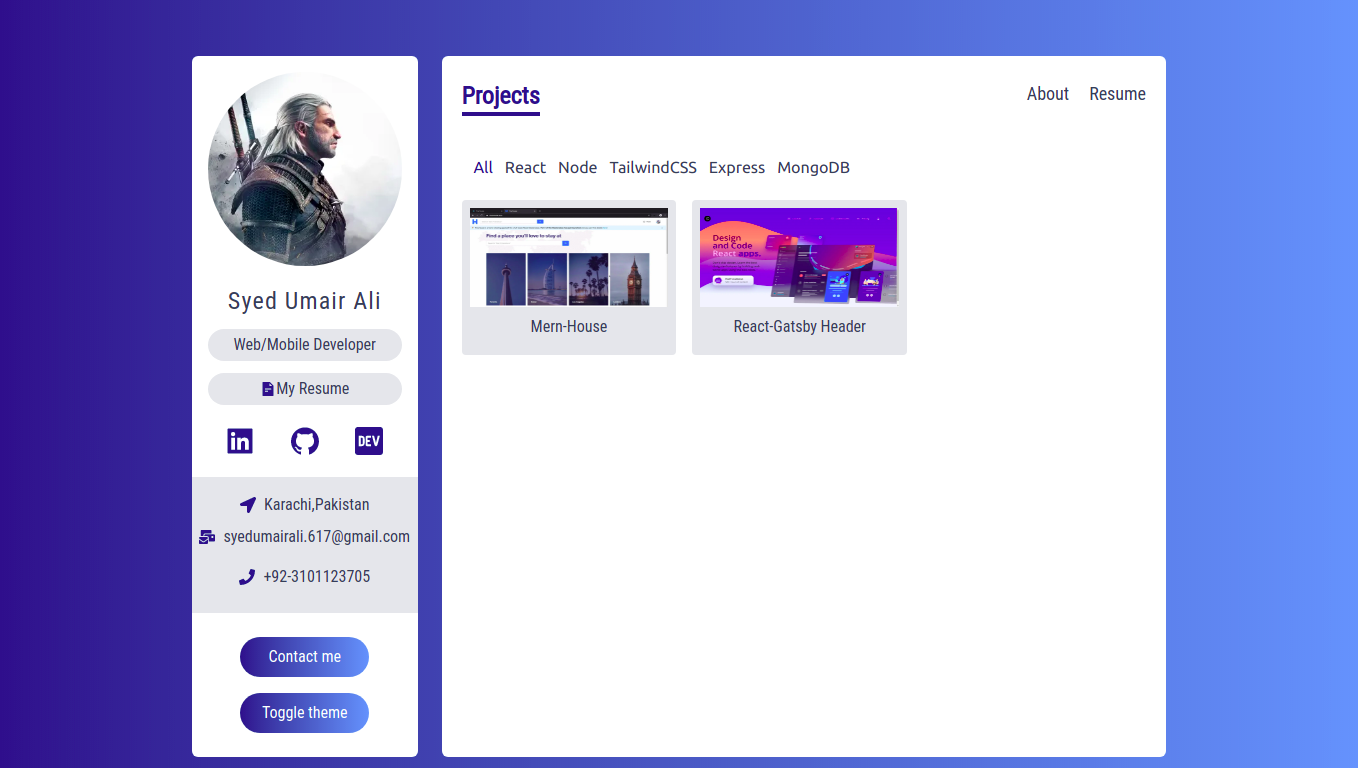 Syed Umair Ali
Web/Mobile Developer
My Resume
in
DEV
Karachi,Pakistan
syedumairali.617@gmail.com
+92-3101123705
Contact me
Toggle theme
Projects
About Resume
All React Node TailwindCSS Express MongoDB
Find a place you'll love to stay at
Mern-House
Design
and Code
React apps.
React-Gatsby Header